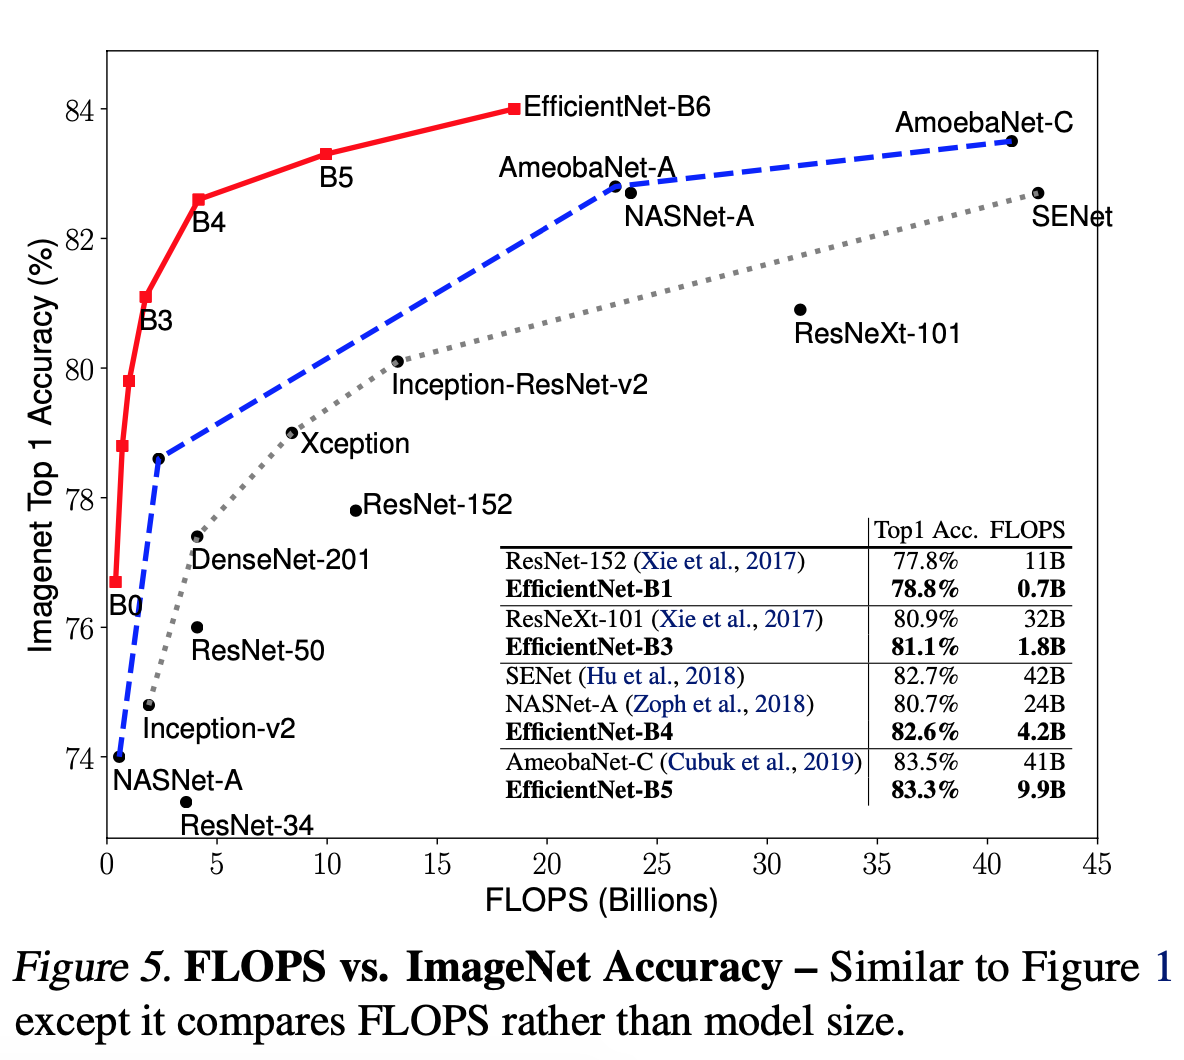 84
82
80
78
76
74
Imagenet Top 1 Accuracy (%)
EfficientNet-B6
AmoebaNet-C
AmeobaNet-A
B5
NASNet-A
SENet
B4
B3
ResNeXt-101
Inception-ResNet-v2
Xception
ResNet-152
DenseNet-201
B0
ResNet-50
Inception-v2
NASNet-A
ResNet-34
Top1 Acc. FLOPS
ResNet-152 (Xie et al., 2017) 77.8% 11B
EfficientNet-B1 78.8% 0.7B
ResNeXt-101 (Xie et al., 2017) 80.9% 32B
EfficientNet-B3 81.1% 1.8B
SENet (Hu et al., 2018) 82.7% 42B
NASNet-A (Zoph et al., 2018) 80.7% 24B
EfficientNet-B4 82.6% 4.2B
AmeobaNet-C (Cubuk et al., 2019) 83.5% 41B
EfficientNet-B5 83.3% 9.9B
0 5 10 15 20 25 30 35 40 45
FLOPS (Billions)
Figure 5. FLOPS vs. ImageNet Accuracy – Similar to Figure 1
except it compares FLOPS rather than model size.